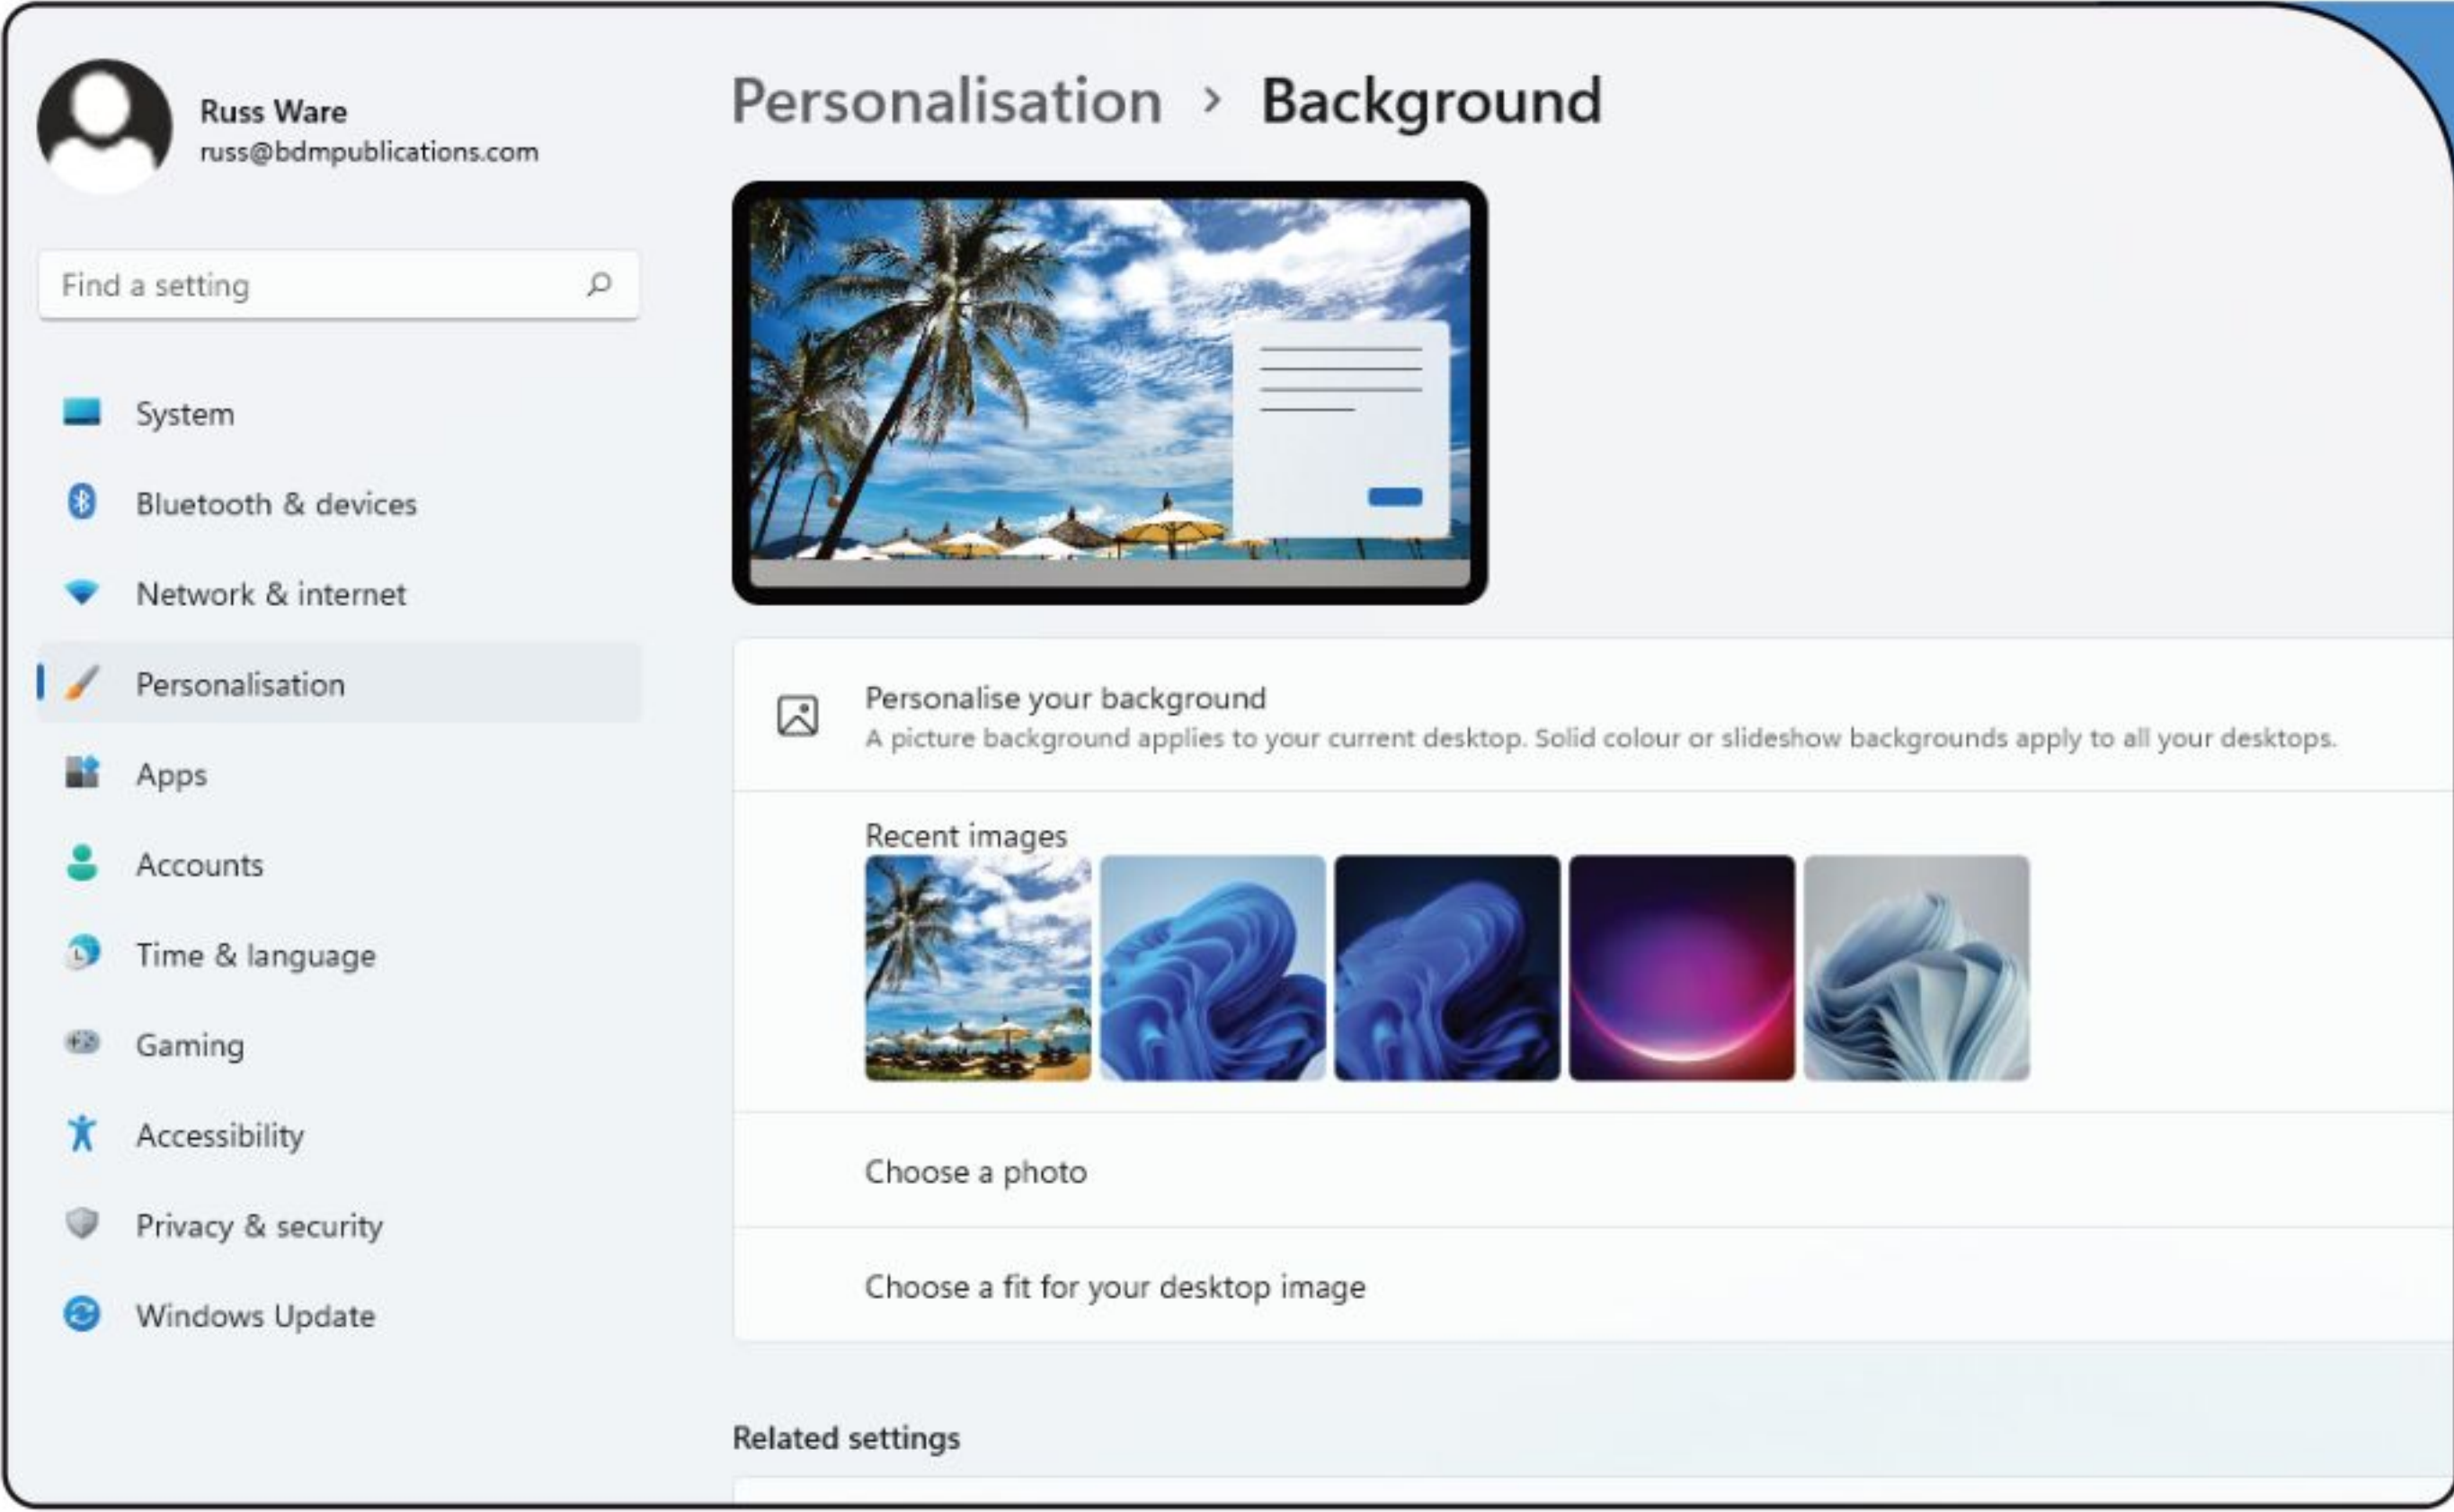 Russ Ware
russ@bdmpublications.com
Find a setting
System
Bluetooth & devices
Network & internet
Personalisation
Apps
Accounts
Time & language
Gaming
Accessibility
Privacy & security
Windows Update
Personalisation > Background
Personalise your background
A picture background applies to your current desktop. Solid colour or slideshow backgrounds apply to all your desktops.
Recent images
Choose a photo
Choose a fit for your desktop image
Related settings